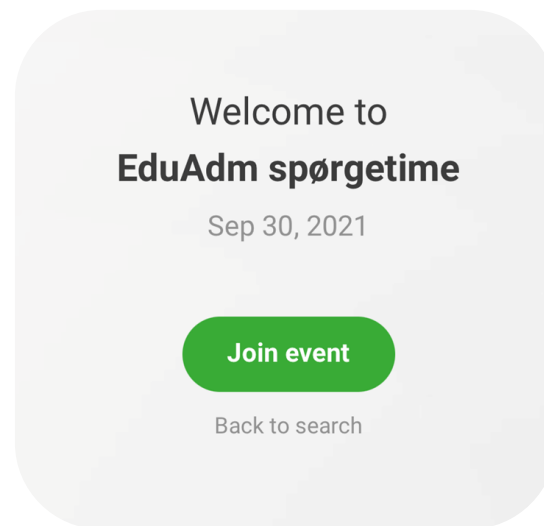 Welcome to
EduAdm spørgetime
Sep 30, 2021
Join event
Back to search